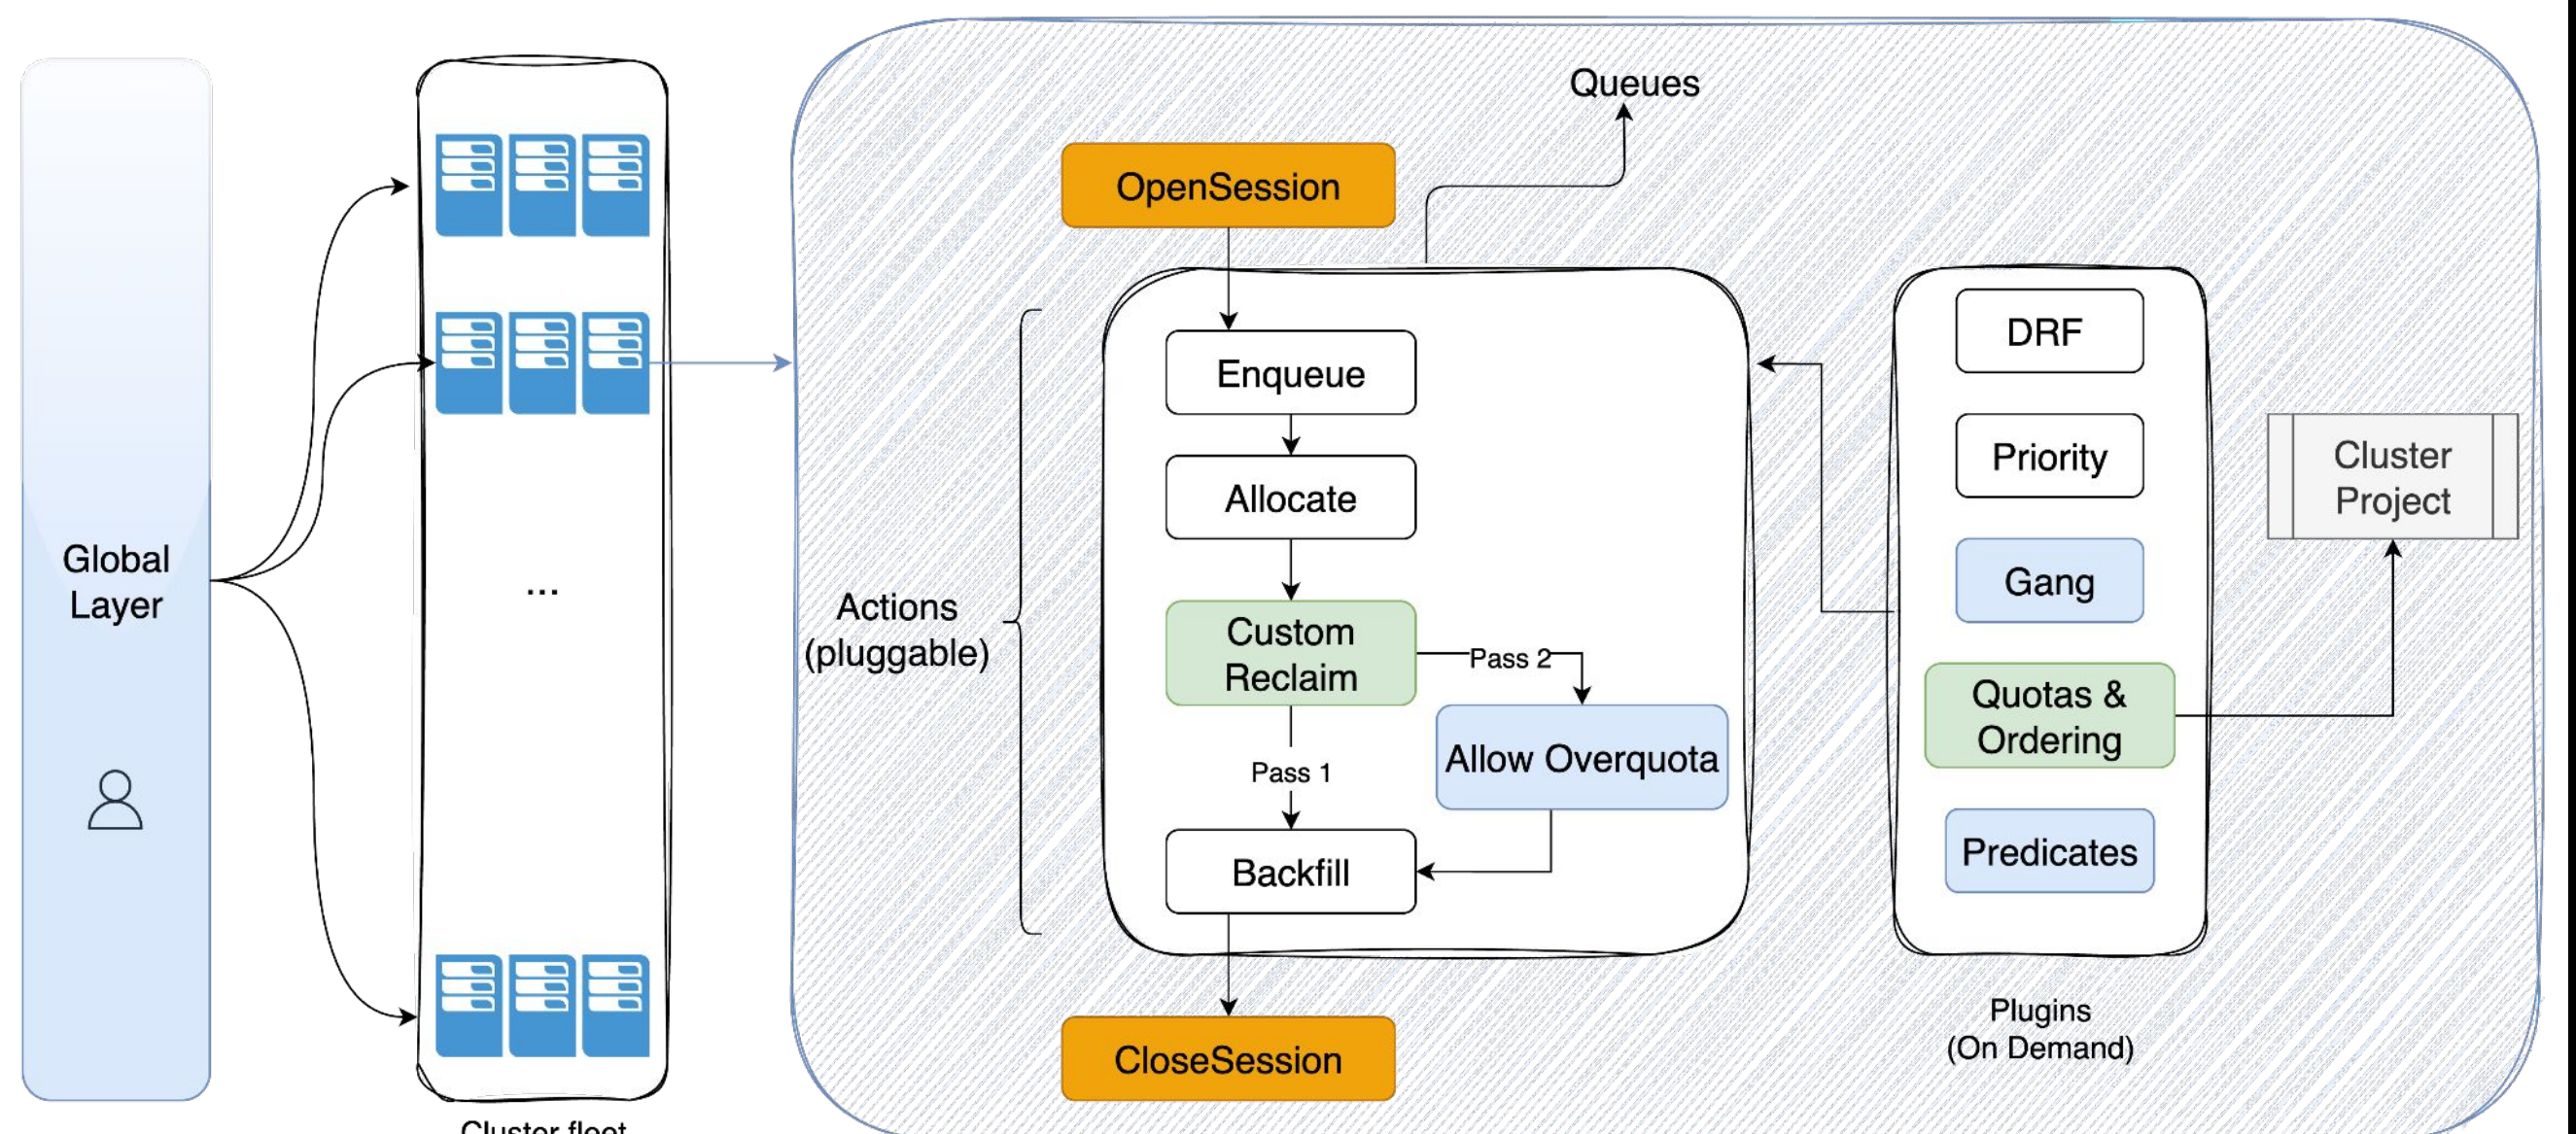 Global
Layer
...
Cluster fleet
Queues
OpenSession
Actions
(pluggable)
Enqueue
Allocate
Custom
Reclaim
Pass 2
Allow Overquota
Pass 1
Backfill
CloseSession
DRF
Priority
Gang
Quotas &
Ordering
Predicates
Plugins
(On Demand)
Cluster
Project